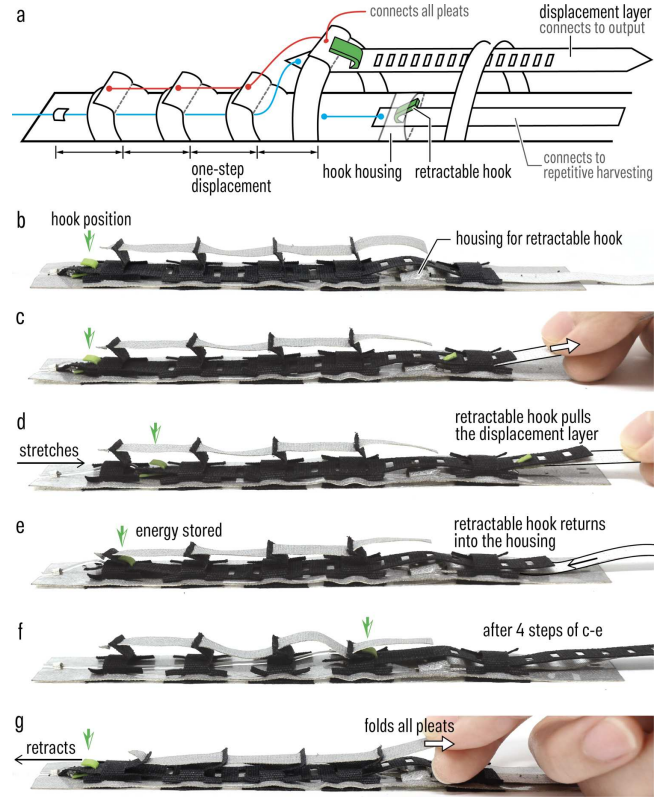 a
connects all pleats
displacement layer
connects to output
one-step
displacement
hook housing
retractable hook
connects to
repetitive harvesting
b
hook position
housing for retractable hook
c
d
stretches
retractable hook pulls
the displacement layer
e
energy stored
retractable hook returns
into the housing
f
after 4 steps of c-e
g
retracts
folds all pleats